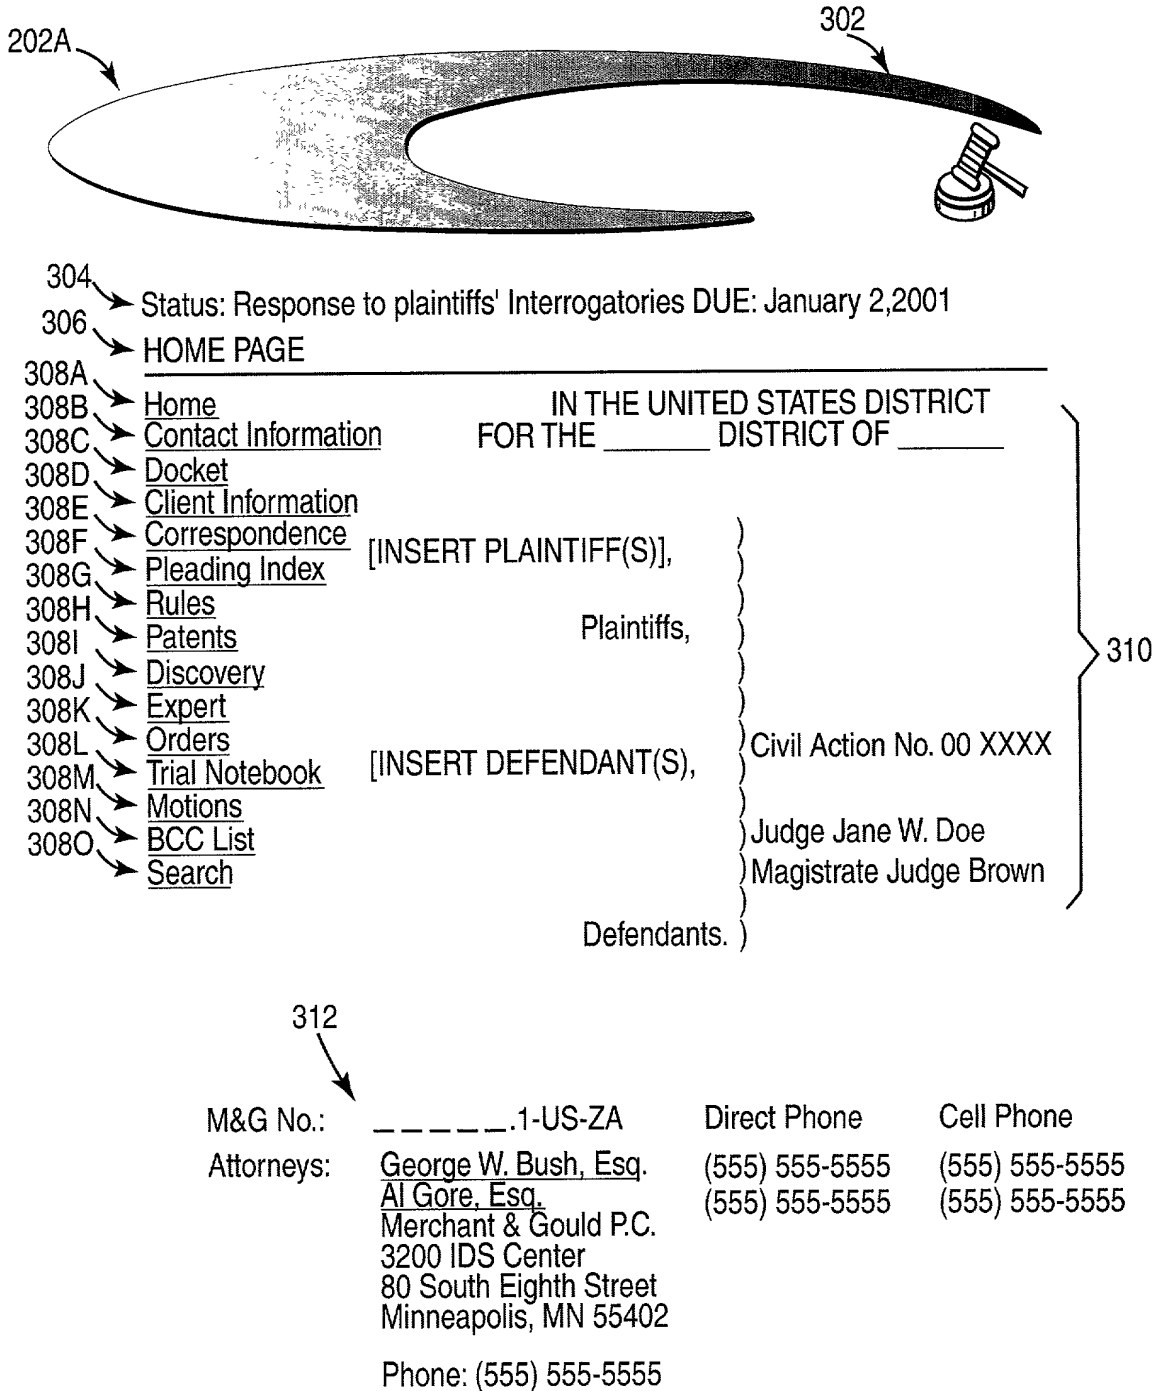 202A
302
304
Status: Response to plaintiffs' Interrogatories DUE: January 2,2001
306
HOME PAGE
308A
Home
308B
Contact Information
308C
Docket
308D
Client Information
308E
Correspondence
308F
Pleading Index
308G
Rules
308H
Patents
308I
Discovery
308J
Expert
308K
Orders
308L
Trial Notebook
308M
Motions
308N
BCC List
308O
Search
IN THE UNITED STATES DISTRICT
FOR THE _______ DISTRICT OF _______
[INSERT PLAINTIFF(S)],
)
)
Plaintiffs,
)
)
)
)
)
[INSERT DEFENDANT(S),
) Civil Action No. 00 XXXX
)
)
)Judge Jane W. Doe
)Magistrate Judge Brown
)
Defendants. )
310
312
M&G No.: _ _ _ _ _.1-US-ZA Direct Phone Cell Phone
Attorneys: George W. Bush, Esq. (555) 555-5555 (555) 555-5555
Al Gore, Esq. (555) 555-5555 (555) 555-5555
Merchant & Gould P.C.
3200 IDS Center
80 South Eighth Street
Minneapolis, MN 55402
Phone: (555) 555-5555